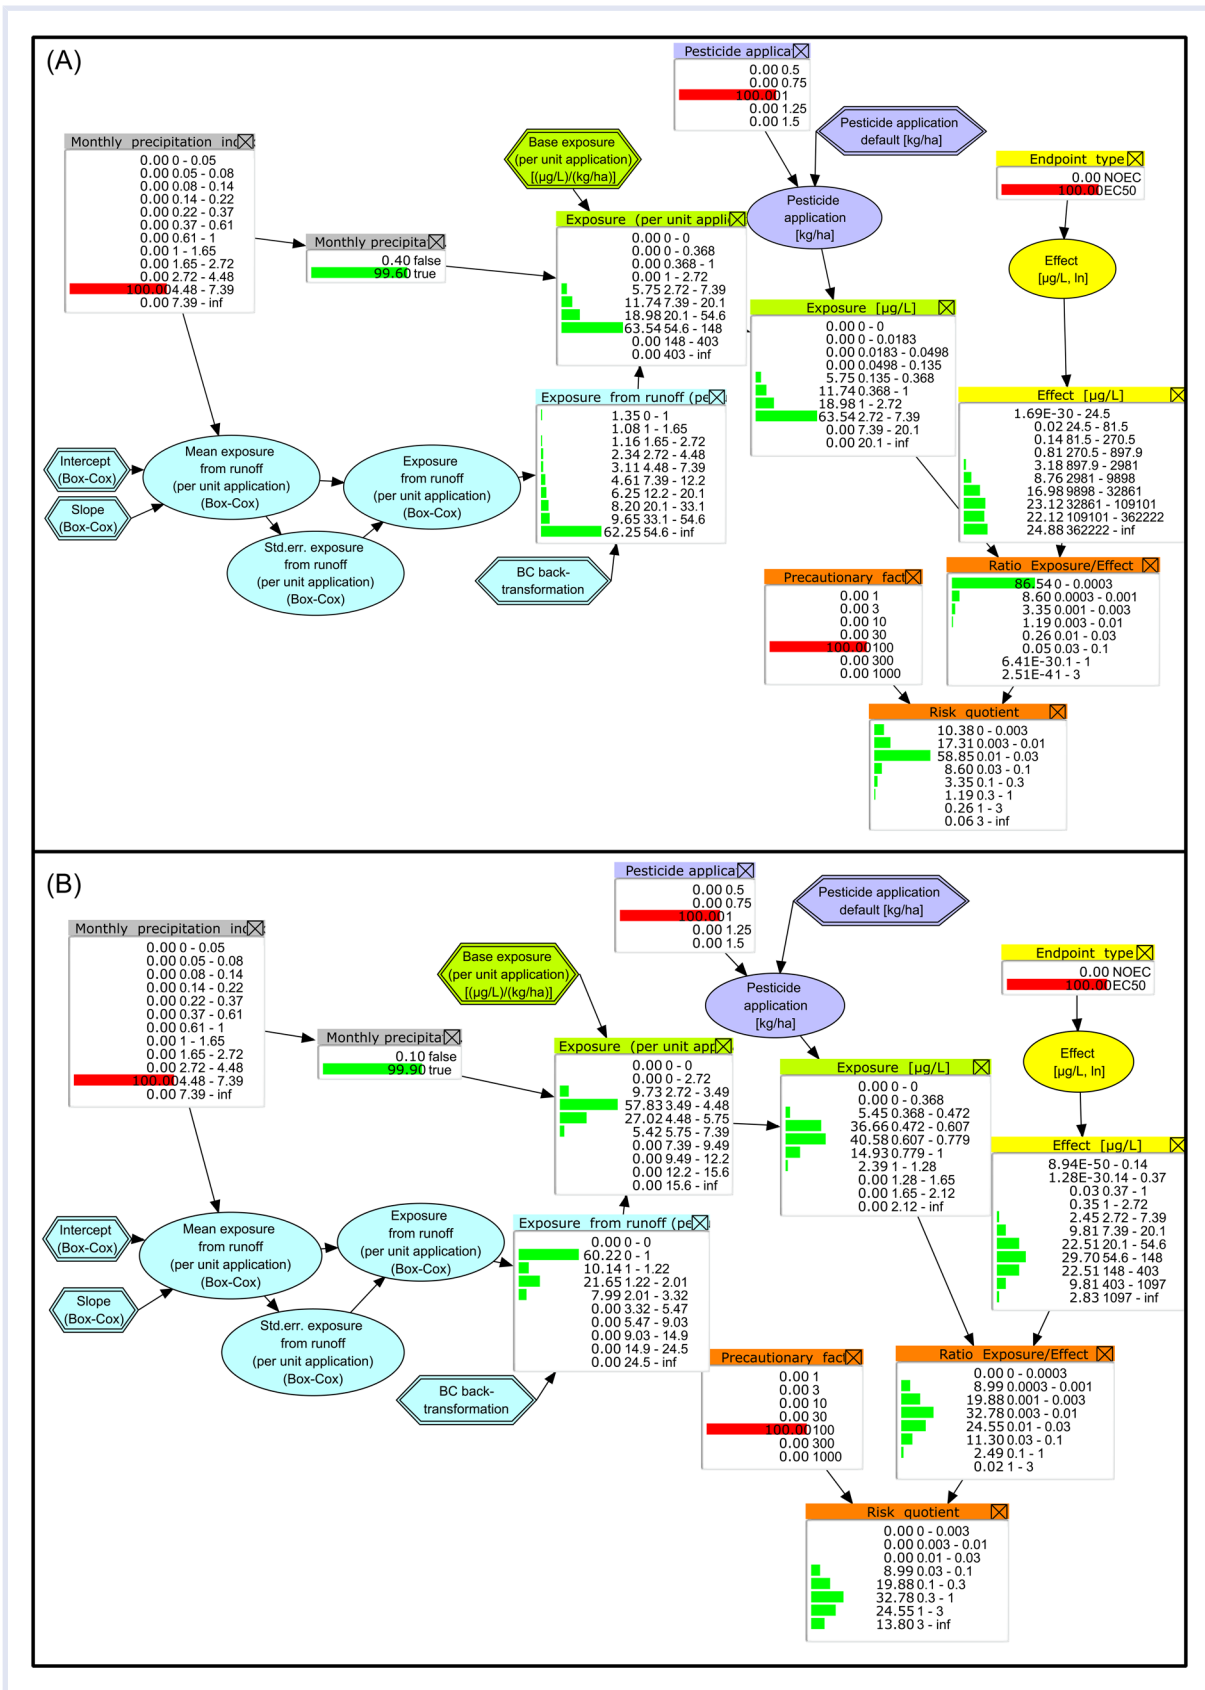 (A)
Pesticide applica
0.00 0.5
0.00 0.75
100.00 1
0.00 1.25
0.00 1.5
Pesticide application
default [kg/ha]
Monthly precipitation ind
0.00 0 - 0.05
0.00 0.05 - 0.08
0.00 0.08 - 0.14
0.00 0.14 - 0.22
0.00 0.22 - 0.37
0.00 0.37 - 0.61
0.00 0.61 - 1
0.00 1 - 1.65
0.00 1.65 - 2.72
0.00 2.72 - 4.48
100.00 4.48 - 7.39
0.00 7.39 - inf
Base exposure
(per unit application)
[(µg/L)/(kg/ha)]
Endpoint type
0.00 NOEC
100.00 EC50
Monthly precipita
0.40 false
99.60 true
Exposure (per unit appli
0.00 0 - 0
0.00 0 - 0.368
0.00 0.368 - 1
0.00 1 - 2.72
5.75 2.72 - 7.39
11.74 7.39 - 20.1
18.98 20.1 - 54.6
63.54 54.6 - 148
0.00 148 - 403
0.00 403 - inf
Pesticide
application
[kg/ha]
Effect
[µg/L, ln]
Exposure [µg/L]
0.00 0 - 0
0.00 0 - 0.0183
0.00 0.0183 - 0.0498
0.00 0.0498 - 0.135
5.75 0.135 - 0.368
11.74 0.368 - 1
18.98 1 - 2.72
63.54 2.72 - 7.39
0.00 7.39 - 20.1
0.00 20.1 - inf
Exposure from runoff (pe
1.35 0 - 1
1.08 1 - 1.65
1.16 1.65 - 2.72
2.34 2.72 - 4.48
3.11 4.48 - 7.39
4.61 7.39 - 12.2
6.25 12.2 - 20.1
8.20 20.1 - 33.1
9.65 33.1 - 54.6
62.25 54.6 - inf
Effect [µg/L]
1.69E-3 0 - 24.5
0.02 24.5 - 81.5
0.14 81.5 - 270.5
0.81 270.5 - 897.9
3.18 897.9 - 2981
8.76 2981 - 9898
16.98 9898 - 32861
23.12 32861 - 109101
22.12 109101 - 362222
24.88 362222 - inf
Intercept
(Box-Cox)
Slope
(Box-Cox)
Mean exposure
from runoff
(per unit application)
(Box-Cox)
Exposure
from runoff
(per unit application)
(Box-Cox)
Std.err. exposure
from runoff
(per unit application)
(Box-Cox)
BC back-
transformation
Precautionary fact
0.00 1
0.00 3
0.00 10
0.00 30
100.00 100
0.00 300
0.00 1000
Ratio Exposure/Effect
86.54 0 - 0.0003
8.60 0.0003 - 0.001
3.35 0.001 - 0.003
1.19 0.003 - 0.01
0.26 0.01 - 0.03
0.05 0.03 - 0.1
6.41E-3 0.1 - 1
2.51E-4 1 - 3
Risk quotient
10.38 0 - 0.003
17.31 0.003 - 0.01
58.85 0.01 - 0.03
8.60 0.03 - 0.1
3.35 0.1 - 0.3
1.19 0.3 - 1
0.26 1 - 3
0.06 3 - inf
(B)
Pesticide applica
0.00 0.5
0.00 0.75
100.00 1
0.00 1.25
0.00 1.5
Pesticide application
default [kg/ha]
Monthly precipitation ind
0.00 0 - 0.05
0.00 0.05 - 0.08
0.00 0.08 - 0.14
0.00 0.14 - 0.22
0.00 0.22 - 0.37
0.00 0.37 - 0.61
0.00 0.61 - 1
0.00 1 - 1.65
0.00 1.65 - 2.72
0.00 2.72 - 4.48
100.00 4.48 - 7.39
0.00 7.39 - inf
Base exposure
(per unit application)
[(µg/L)/(kg/ha)]
Endpoint type
0.00 NOEC
100.00 EC50
Pesticide
application
[kg/ha]
Monthly precipita
0.10 false
99.90 true
Exposure (per unit app
0.00 0 - 0
0.00 0 - 2.72
9.73 2.72 - 3.49
57.83 3.49 - 4.48
27.02 4.48 - 5.75
5.42 5.75 - 7.39
0.00 7.39 - 9.49
0.00 9.49 - 12.2
0.00 12.2 - 15.6
0.00 15.6 - inf
Effect
[µg/L, ln]
Exposure [µg/L]
0.00 0 - 0
0.00 0 - 0.368
5.45 0.368 - 0.472
36.66 0.472 - 0.607
40.58 0.607 - 0.779
14.93 0.779 - 1
2.39 1 - 1.28
0.00 1.28 - 1.65
0.00 1.65 - 2.12
0.00 2.12 - inf
Effect [µg/L]
8.94E-5 0 - 0.14
1.28E-3 0.14 - 0.37
0.03 0.37 - 1
0.35 1 - 2.72
2.45 2.72 - 7.39
9.81 7.39 - 20.1
22.51 20.1 - 54.6
29.70 54.6 - 148
22.51 148 - 403
9.81 403 - 1097
2.83 1097 - inf
Intercept
(Box-Cox)
Slope
(Box-Cox)
Mean exposure
from runoff
(per unit application)
(Box-Cox)
Exposure
from runoff
(per unit application)
(Box-Cox)
Std.err. exposure
from runoff
(per unit application)
(Box-Cox)
Exposure from runoff (pe
0.00 0 - 0
60.22 0 - 1
10.14 1 - 1.22
21.65 1.22 - 2.01
7.99 2.01 - 3.32
0.00 3.32 - 5.47
0.00 5.47 - 9.03
0.00 9.03 - 14.9
0.00 14.9 - 24.5
0.00 24.5 - inf
BC back-
transformation
Precautionary fact
0.00 1
0.00 3
0.00 10
0.00 30
100.00 100
0.00 300
0.00 1000
Ratio Exposure/Effect
0.00 0 - 0.0003
8.99 0.0003 - 0.001
19.88 0.001 - 0.003
32.78 0.003 - 0.01
24.55 0.01 - 0.03
11.30 0.03 - 0.1
2.49 0.1 - 1
0.02 1 - 3
Risk quotient
0.00 0 - 0.003
0.00 0.003 - 0.01
0.00 0.01 - 0.03
8.99 0.03 - 0.1
19.88 0.1 - 0.3
32.78 0.3 - 1
24.55 1 - 3
13.80 3 - inf